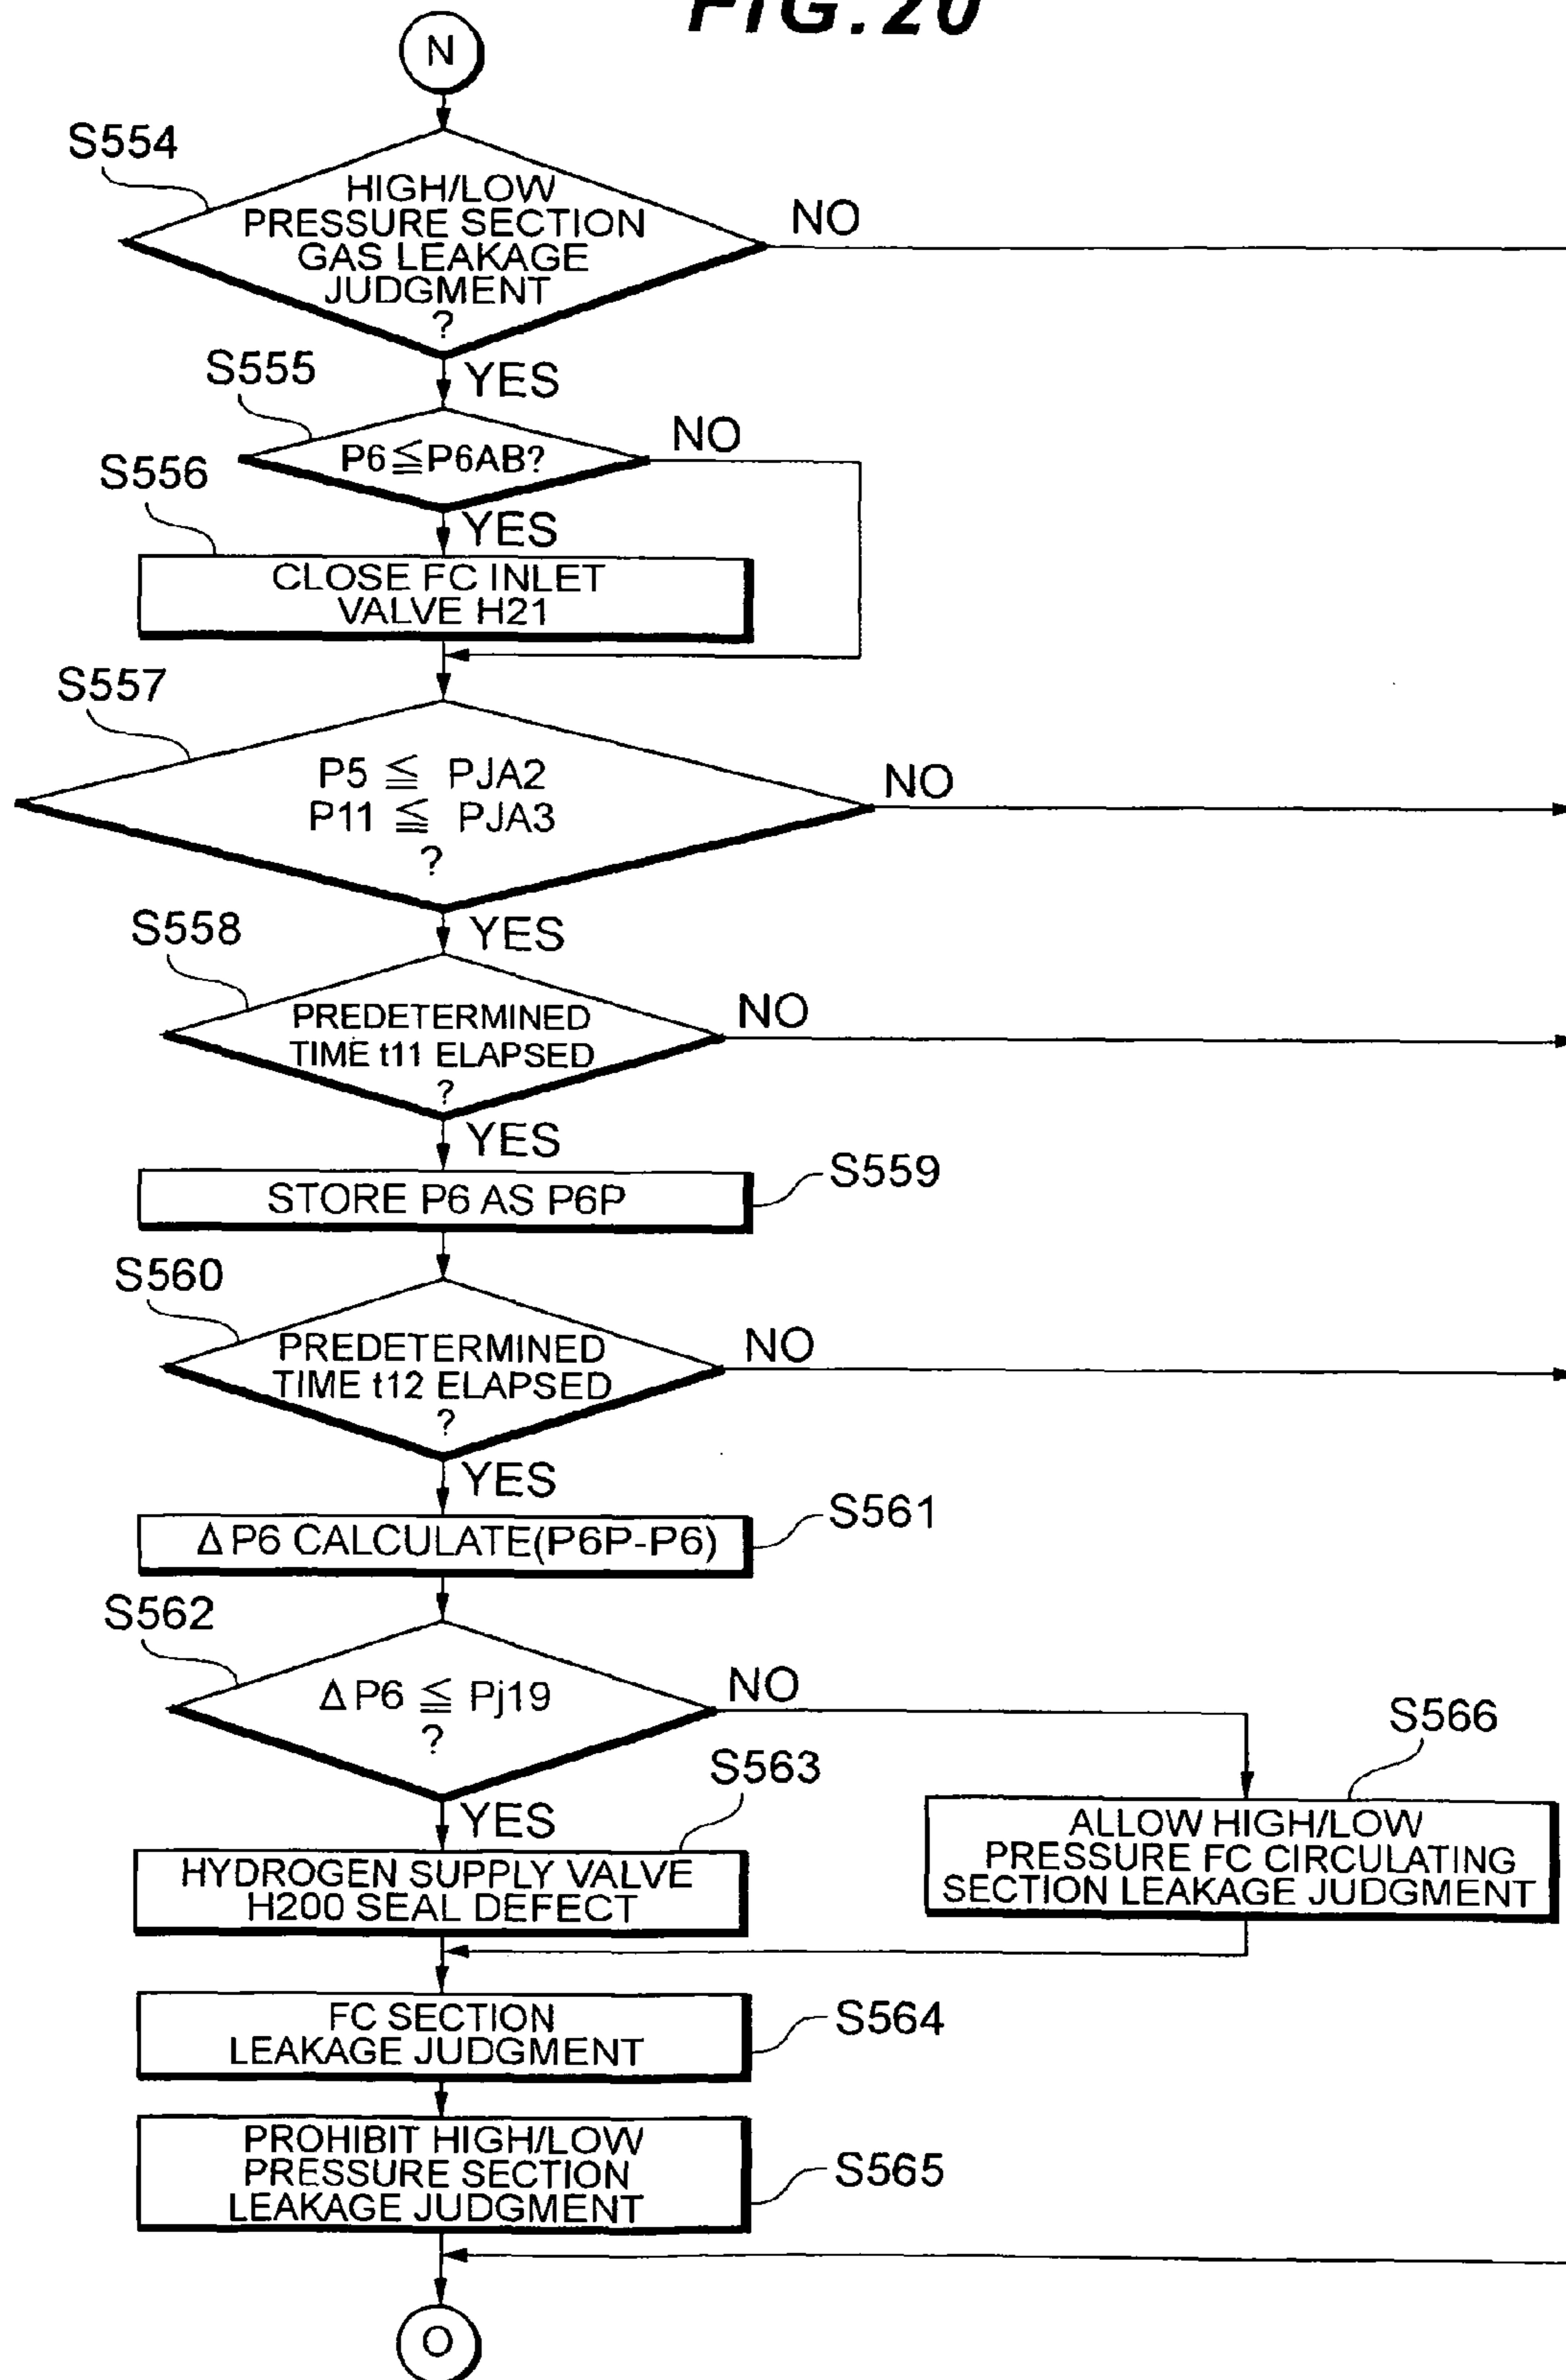 FIG.20
N
S554
HIGH/LOW
PRESSURE SECTION
GAS LEAKAGE
JUDGMENT
?
NO
YES
S555
P6≦P6AB?
NO
YES
S556
CLOSE FC INLET
VALVE H21
S557
P5 ≦ PJA2
P11 ≦ PJA3
?
NO
YES
S558
PREDETERMINED
TIME t11 ELAPSED
?
NO
YES
STORE P6 AS P6P
S559
S560
PREDETERMINED
TIME t12 ELAPSED
?
NO
YES
ΔP6 CALCULATE(P6P-P6)
S561
S562
ΔP6 ≦ Pj19
?
NO
YES
S563
HYDROGEN SUPPLY VALVE
H200 SEAL DEFECT
S566
ALLOW HIGH/LOW
PRESSURE FC CIRCULATING
SECTION LEAKAGE JUDGMENT
FC SECTION
LEAKAGE JUDGMENT
S564
PROHIBIT HIGH/LOW
PRESSURE SECTION
LEAKAGE JUDGMENT
S565
O